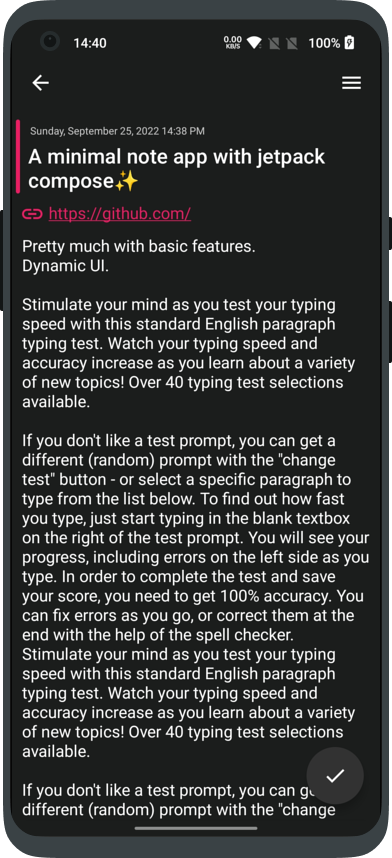 14:40
0.00
KB/S
100%
Sunday, September 25, 2022 14:38 PM
A minimal note app with jetpack
compose✨
https://github.com/
Pretty much with basic features.
Dynamic UI.
Stimulate your mind as you test your typing
speed with this standard English paragraph
typing test. Watch your typing speed and
accuracy increase as you learn about a variety
of new topics! Over 40 typing test selections
available.
If you don't like a test prompt, you can get a
different (random) prompt with the "change
test" button - or select a specific paragraph to
type from the list below. To find out how fast
you type, just start typing in the blank textbox
on the right of the test prompt. You will see your
progress, including errors on the left side as you
type. In order to complete the test and save
your score, you need to get 100% accuracy. You
can fix errors as you go, or correct them at the
end with the help of the spell checker.
Stimulate your mind as you test your typing
speed with this standard English paragraph
typing test. Watch your typing speed and
accuracy increase as you learn about a variety
of new topics! Over 40 typing test selections
available.
If you don't like a test prompt, you can
different (random) prompt with the "change